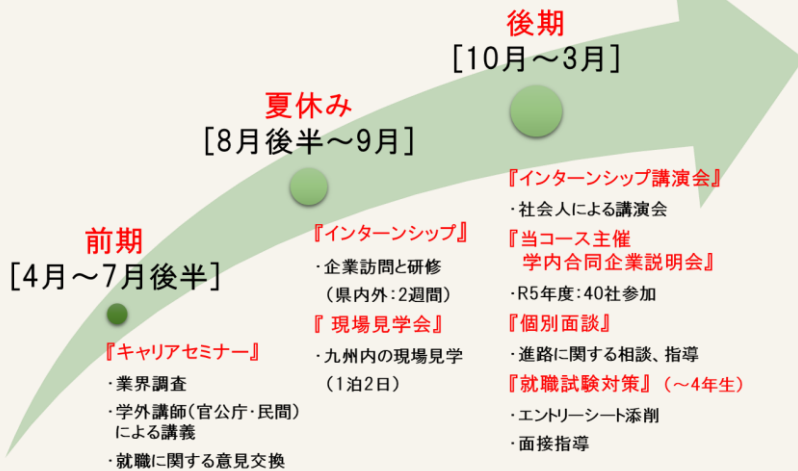 前期
[4月～7月後半]
『キャリアセミナー』
・業界調査
・学外講師(官公庁・民間)
による講義
・就職に関する意見交換
夏休み
[8月後半～9月]
『インターンシップ』
・企業訪問と研修
(県内外:2週間)
『 現場見学会』
・九州内の現場見学
(1泊2日)
後期
[10月～3月]
『インターンシップ講演会』
・社会人による講演会
『当コース主催
学内合同企業説明会』
・R5年度:40社参加
『個別面談』
・進路に関する相談、指導
『就職試験対策』(～4年生)
・エントリーシート添削
・面接指導